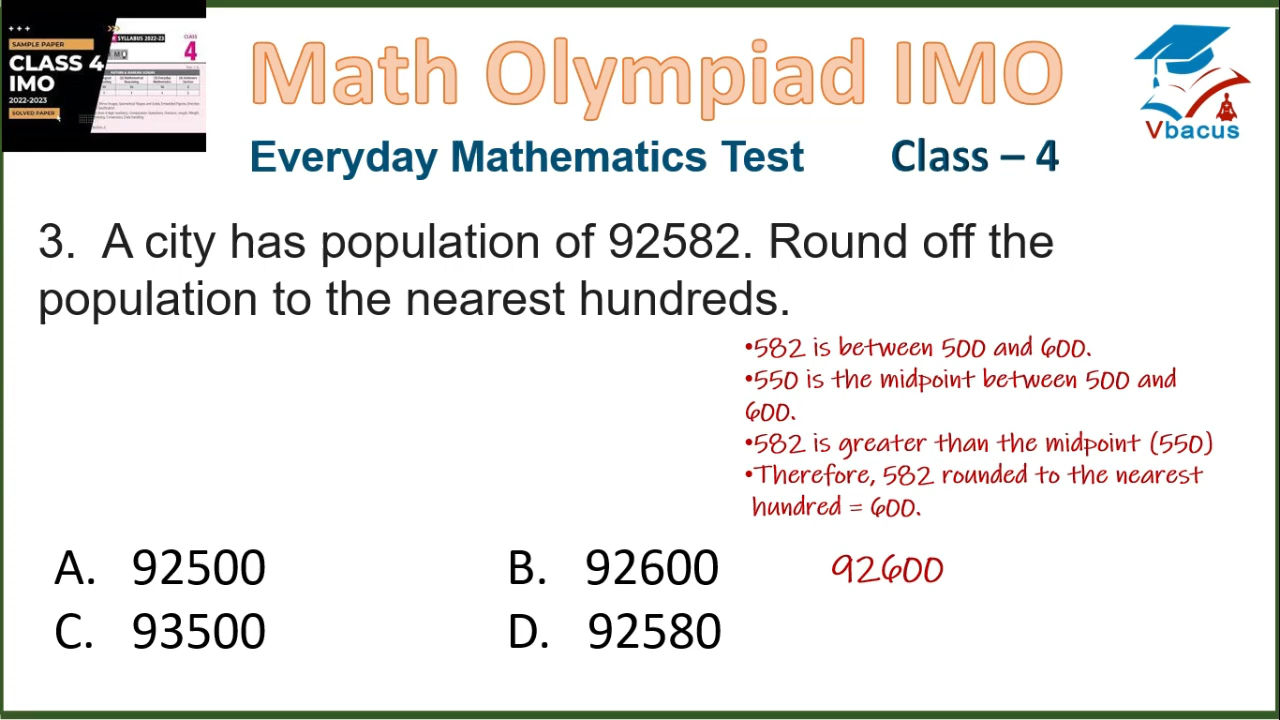 SAMPLE PAPER
CLASS 4
IMO
2022-2023
SOLVED PAPER
SYLLABUS 2022-23
CLASS
4
Math Olympiad IMO
Vbacus
Everyday Mathematics Test Class – 4
3. A city has population of 92582. Round off the
population to the nearest hundreds.
•582 is between 500 and 600.
•550 is the midpoint between 500 and
600.
•582 is greater than the midpoint (550)
•Therefore, 582 rounded to the nearest
hundred = 600.
A. 92500 B. 92600 92600
C. 93500 D. 92580